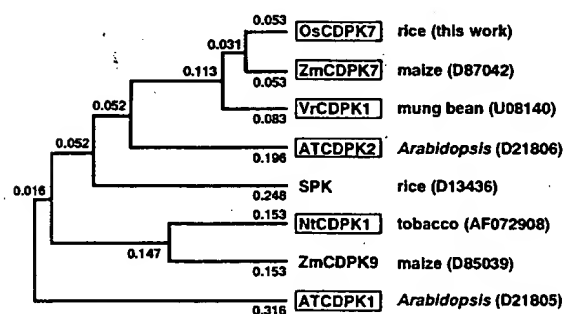 0.053
OsCDPK7 rice (this work)
0.031
ZmCDPK7 maize (D87042)
0.053
0.113
VrCDPK1 mung bean (U08140)
0.083
0.052
ATCDPK2 Arabidopsis (D21806)
0.196
0.052
SPK rice (D13436)
0.248
0.016
0.153
NtCDPK1 tobacco (AF072908)
0.147
ZmCDPK9 maize (D85039)
0.153
ATCDPK1 Arabidopsis (D21805)
0.316